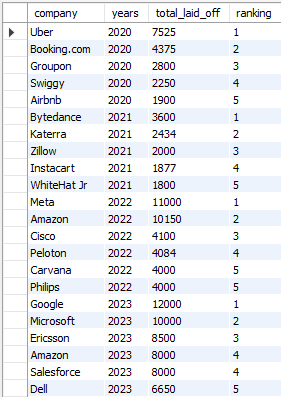 company years total_laid_off ranking
Uber 2020 7525 1
Booking.com 2020 4375 2
Groupon 2020 2800 3
Swiggy 2020 2250 4
Airbnb 2020 1900 5
Bytedance 2021 3600 1
Katerra 2021 2434 2
Zillow 2021 2000 3
Instacart 2021 1877 4
WhiteHat Jr 2021 1800 5
Meta 2022 11000 1
Amazon 2022 10150 2
Cisco 2022 4100 3
Peloton 2022 4084 4
Carvana 2022 4000 5
Philips 2022 4000 5
Google 2023 12000 1
Microsoft 2023 10000 2
Ericsson 2023 8500 3
Amazon 2023 8000 4
Salesforce 2023 8000 4
Dell 2023 6650 5